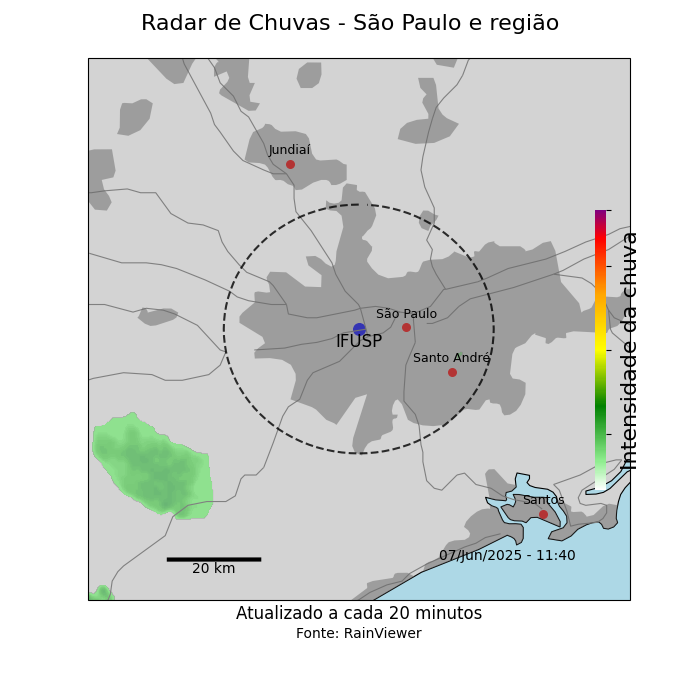 Radar de Chuvas - São Paulo e região
Jundiaí
São Paulo
IFUSP
Santo André
Intensidade da chuva
Santos
07/Jun/2025 - 11:40
20 km
Atualizado a cada 20 minutos
Fonte: RainViewer